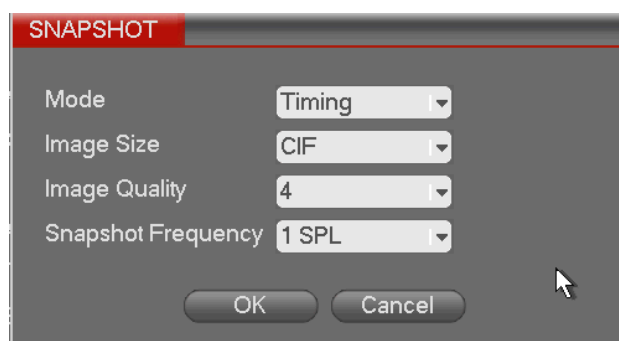 SNAPSHOT
Mode Timing
Image Size CIF
Image Quality 4
Snapshot Frequency 1 SPL
OK Cancel